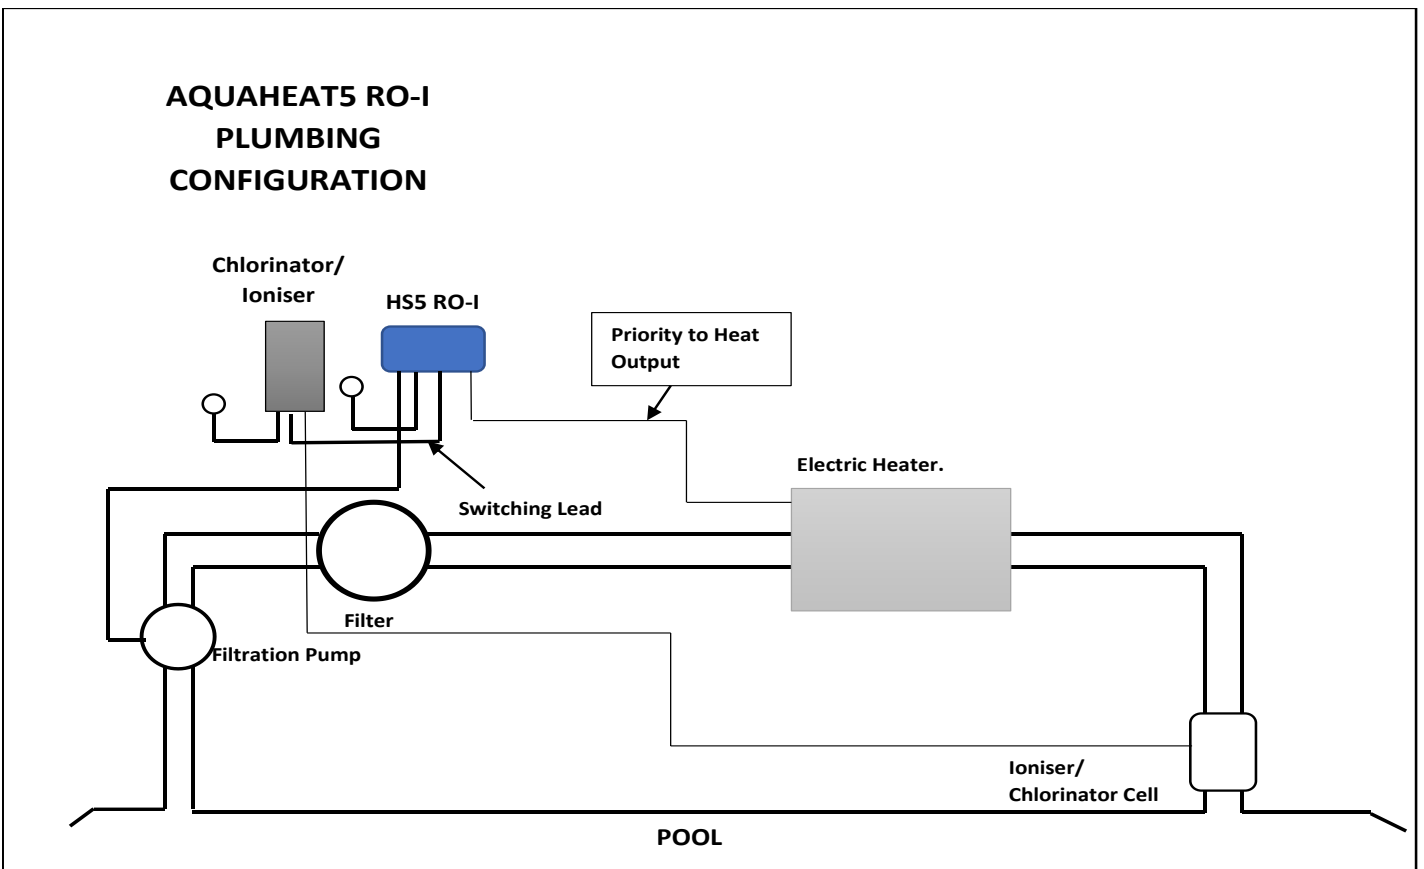 AQUAHEAT5 RO-I
PLUMBING
CONFIGURATION
Chlorinator/
Ioniser
HS5 RO-I
Priority to Heat
Output
Electric Heater.
Switching Lead
Filter
Filtration Pump
Ioniser/
Chlorinator Cell
POOL